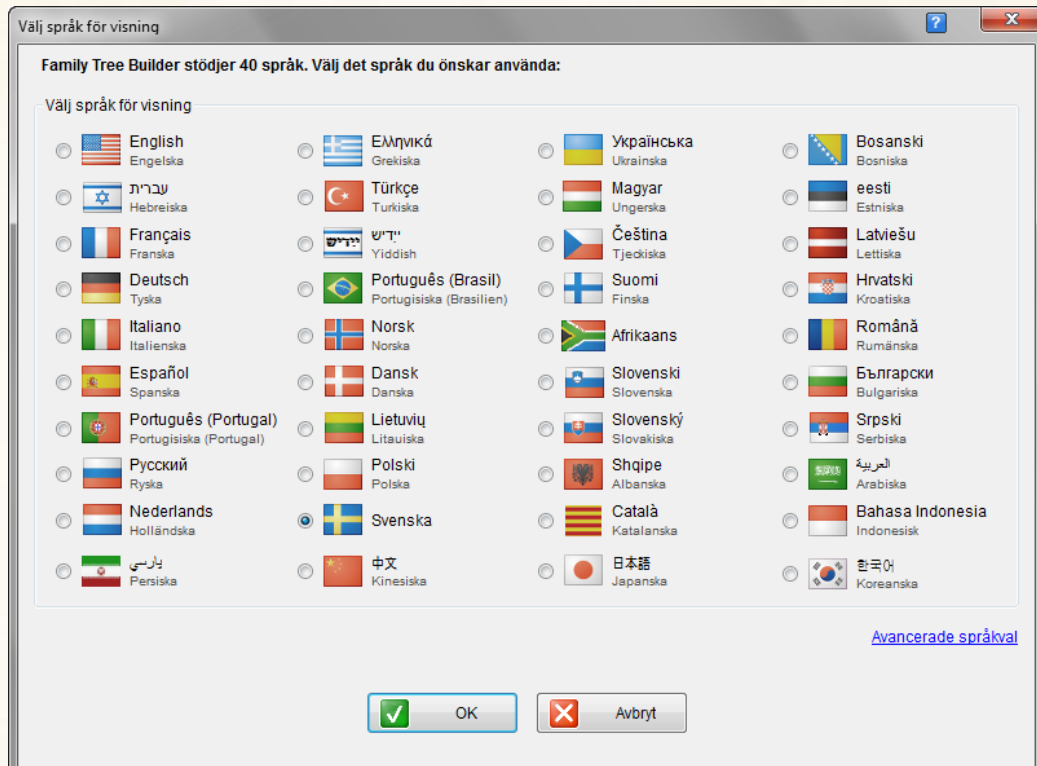 Välj språk för visning
Family Tree Builder stödjer 40 språk. Välj det språk du önskar använda:
Välj språk för visning
English
Engelska
עברית
Hebreiska
Français
Franska
Deutsch
Tyska
Italiano
Italienska
Español
Spanska
Português (Portugal)
Portugisiska (Portugal)
Русский
Ryska
Nederlands
Holländska
پارسي
Persiska
Ελληνικά
Grekiska
Türkçe
Turkiska
ייִדיש
ייִדיש
Yiddish
Português (Brasil)
Portugisiska (Brasilien)
Norsk
Norska
Dansk
Danska
Lietuvių
Litauiska
Polski
Polska
Svenska
中文
Kinesiska
Українська
Ukrainska
Magyar
Ungerska
Čeština
Tjeckiska
Suomi
Finska
Afrikaans
Slovenski
Slovenska
Slovenský
Slovakiska
Shqipe
Albanska
Català
Katalanska
日本語
Japanska
Bosanski
Bosniska
eesti
Estniska
Latviešu
Lettiska
Hrvatski
Kroatiska
Română
Rumänska
Български
Bulgariska
Srpski
Serbiska
العربية
Arabiska
Bahasa Indonesia
Indonesisk
한국어
Koreanska
Avancerade språkval
OK
Avbryt